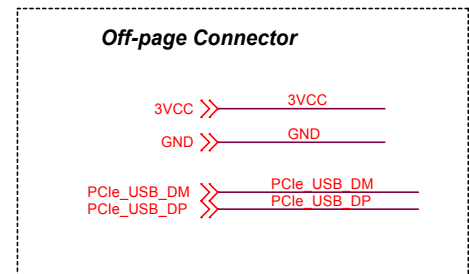 Off-page Connector
3VCC 3VCC
GND GND
PCIe_USB_DM PCIe_USB_DM
PCIe_USB_DP PCIe_USB_DP